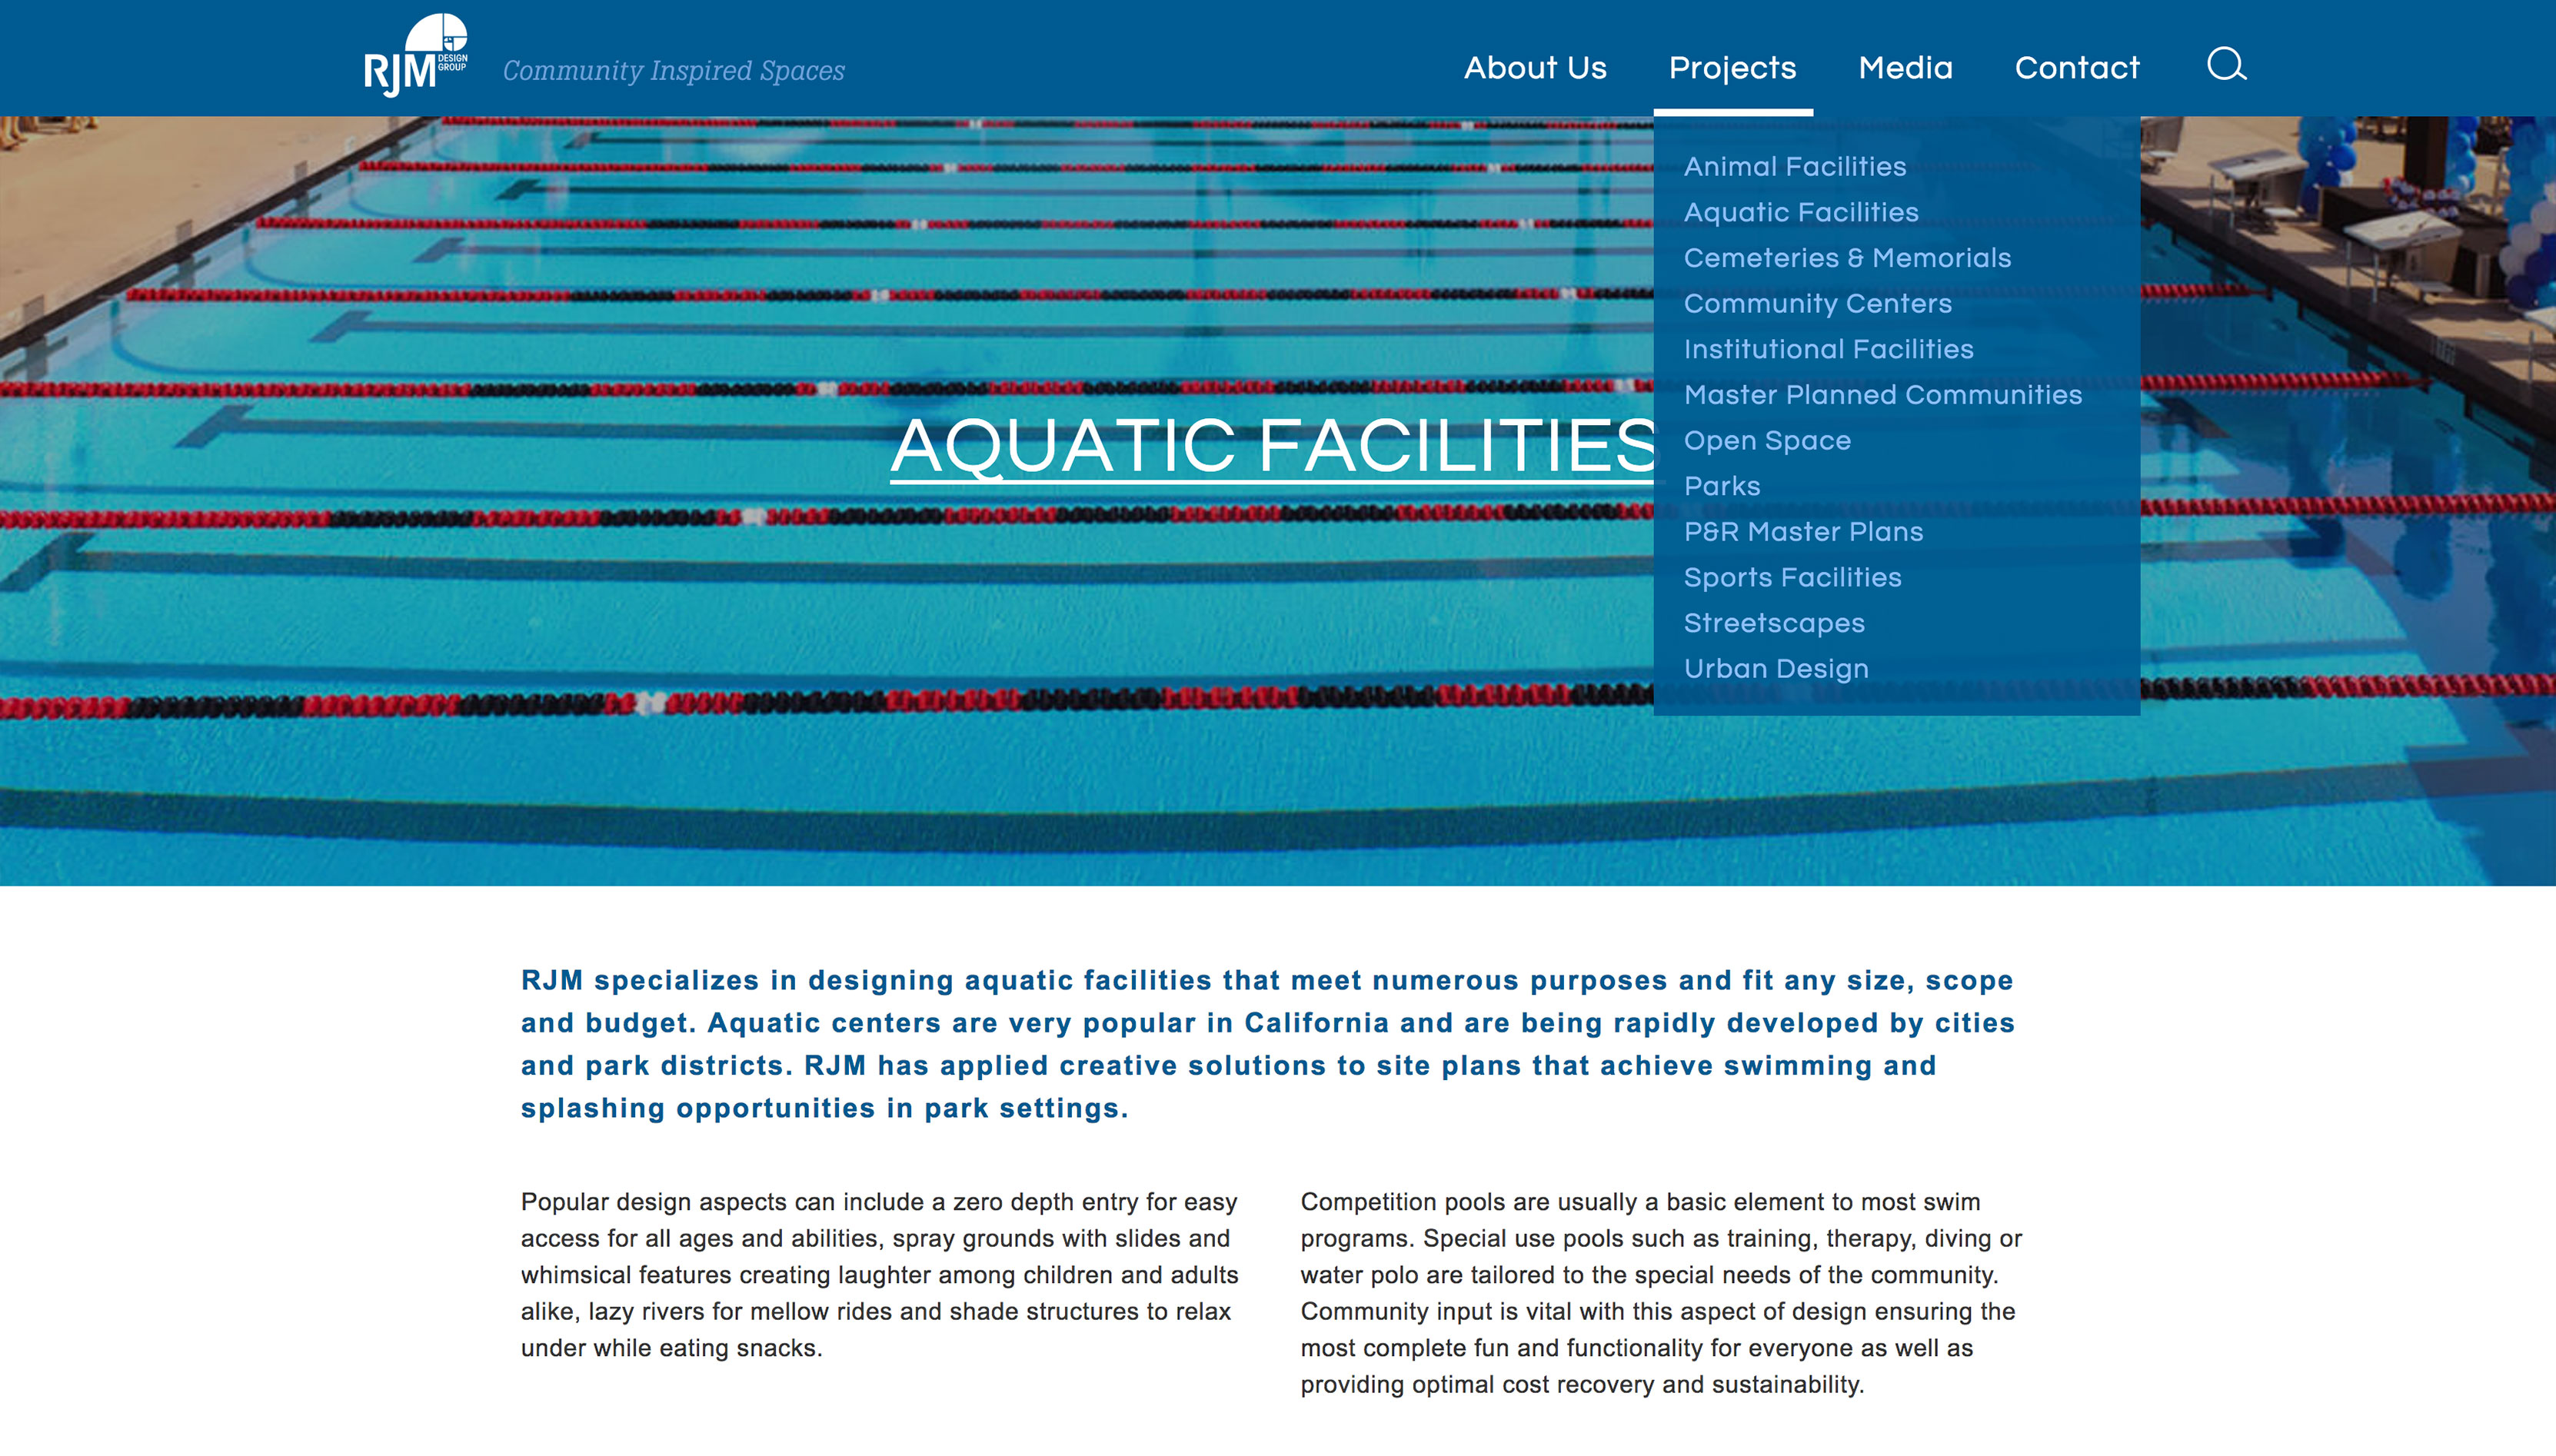 RJM DESIGN
GROUP
Community Inspired Spaces
About Us
Projects
Media
Contact
Animal Facilities
Aquatic Facilities
Cemeteries & Memorials
Community Centers
Institutional Facilities
Master Planned Communities
Open Space
Parks
P&R Master Plans
Sports Facilities
Streetscapes
Urban Design
AQUATIC FACILITIES
RJM specializes in designing aquatic facilities that meet numerous purposes and fit any size, scope
and budget. Aquatic centers are very popular in California and are being rapidly developed by cities
and park districts. RJM has applied creative solutions to site plans that achieve swimming and
splashing opportunities in park settings.
Popular design aspects can include a zero depth entry for easy
access for all ages and abilities, spray grounds with slides and
whimsical features creating laughter among children and adults
alike, lazy rivers for mellow rides and shade structures to relax
under while eating snacks.
Competition pools are usually a basic element to most swim
programs. Special use pools such as training, therapy, diving or
water polo are tailored to the special needs of the community.
Community input is vital with this aspect of design ensuring the
most complete fun and functionality for everyone as well as
providing optimal cost recovery and sustainability.